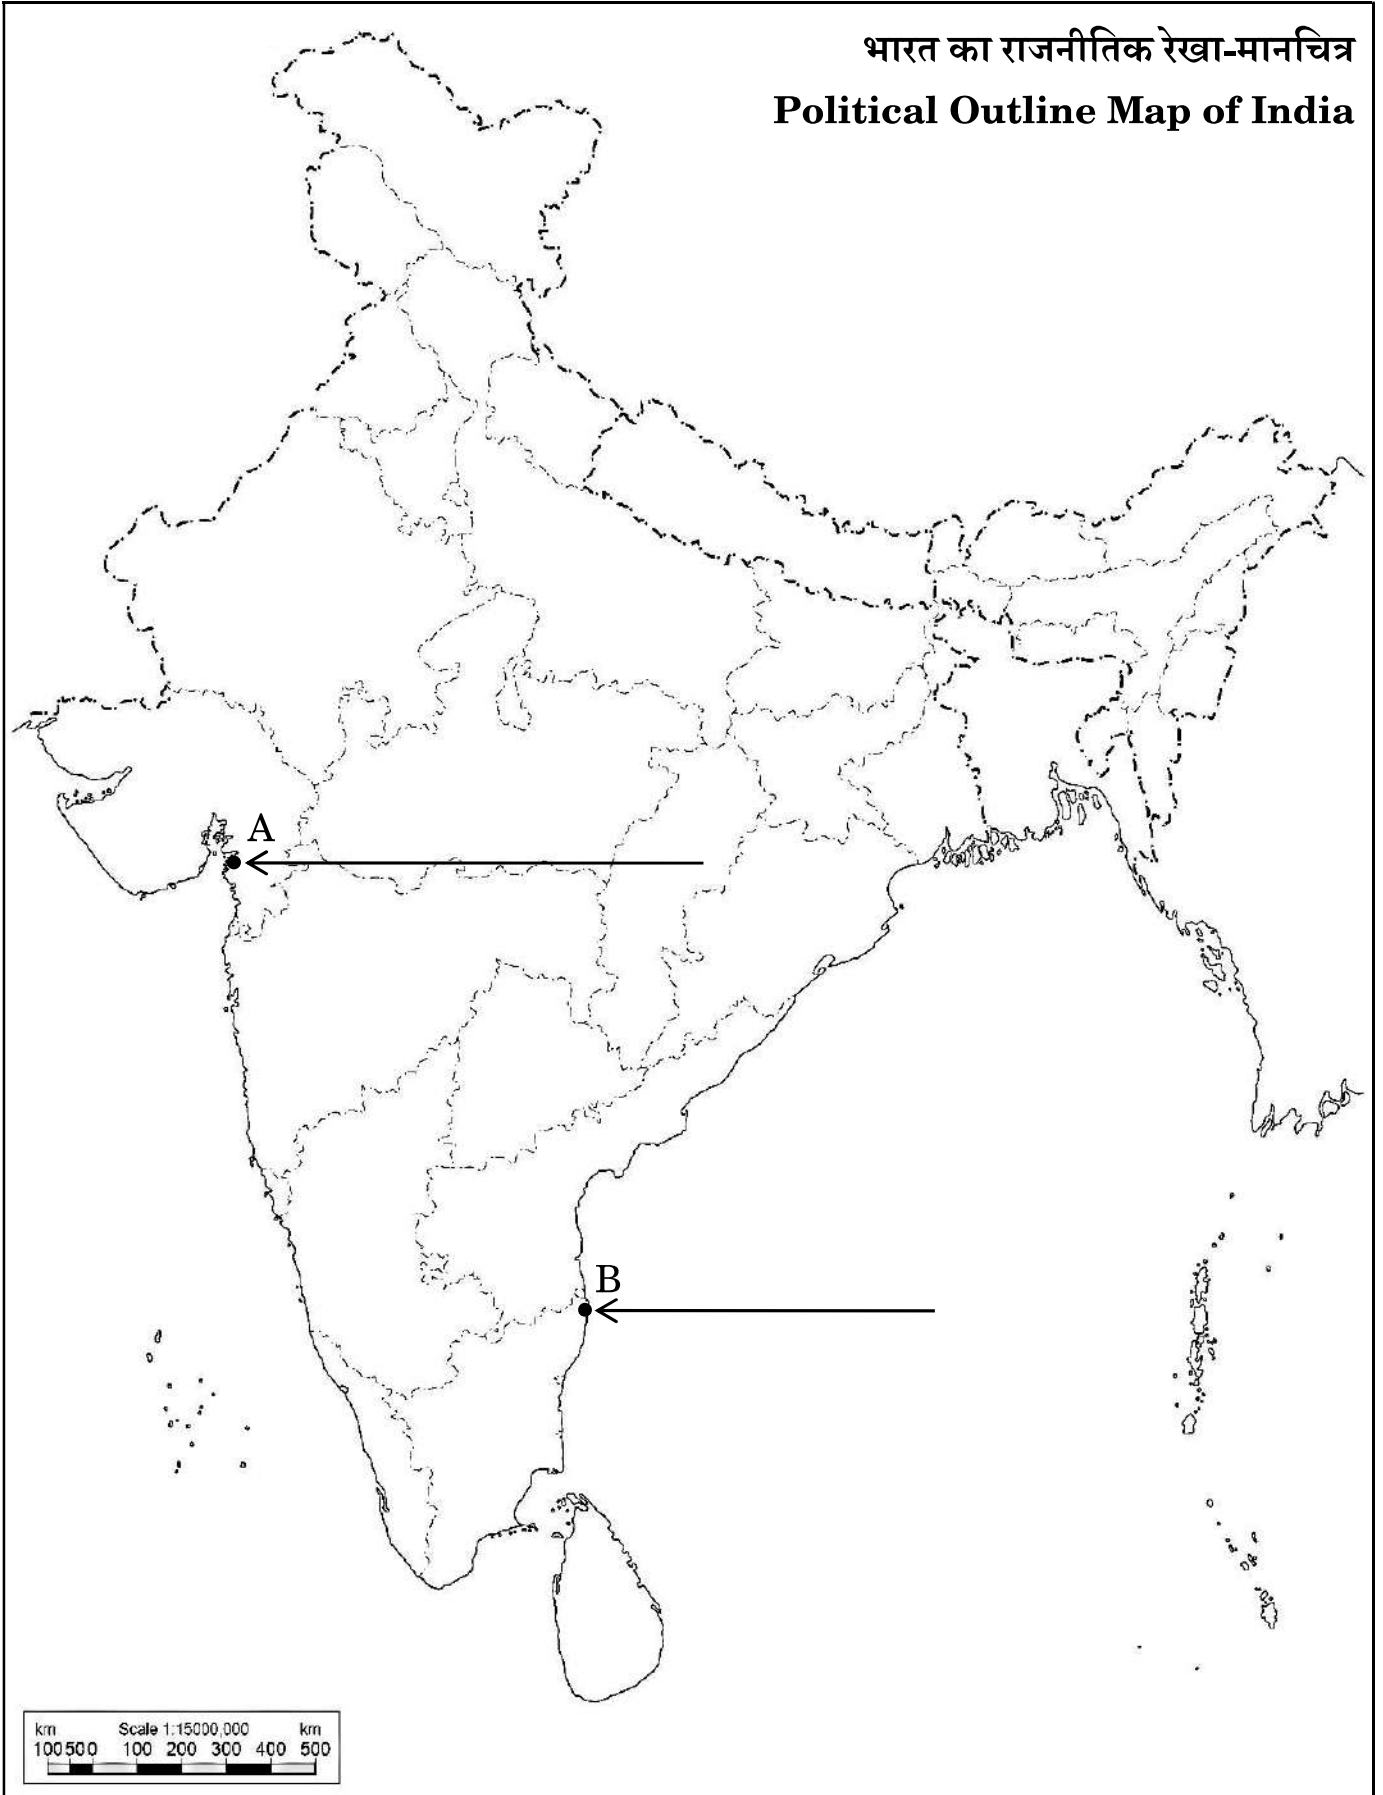 भारत का राजनीतिक रेखा-मानचित्र
Political Outline Map of India
A
B
km Scale 1:15000,000 km
100 50 0 100 200 300 400 500